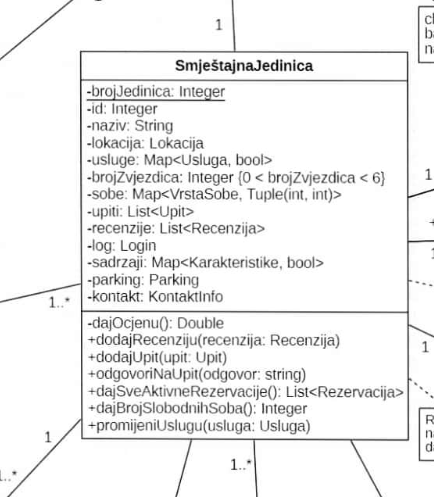 1
SmještajnaJedinica
-brojJedinica: Integer
-id: Integer
-naziv: String
-lokacija: Lokacija
-usluge: Map<Usluga, bool>
-brojZvjezdica: Integer {0 < brojZvjezdica < 6}
-sobe: Map<VrstaSobe, Tuple(int, int)>
-upiti: List<Upit>
-recenzije: List<Recenzija>
-log: Login
-sadrzaji: Map<Karakteristike, bool>
-parking: Parking
-kontakt: KontaktInfo
-dajOcjenu(): Double
+dodajRecenziju(recenzija: Recenzija)
+dodajUpit(upit: Upit)
+odgovoriNaUpit(odgovor: string)
+dajSveAktivneRezervacije(): List<Rezervacija>
+dajBrojSlobodnihSoba(): Integer
+promijeniUslugu(usluga: Usluga)
1
+
1
1..*
1
1
1..*